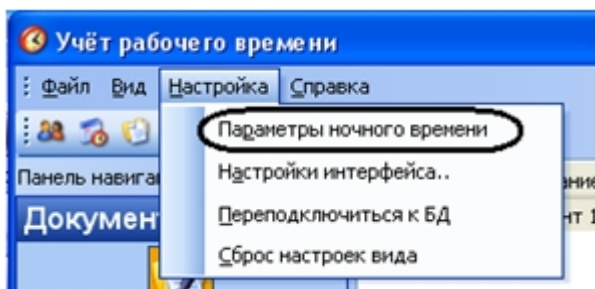 Учёт рабочего времени
Файл Вид Настройка Справка
Параметры ночного времени
Панель навига
Настройки интерфейса..
Докумен
Переподключиться к БД
Сброс настроек вида